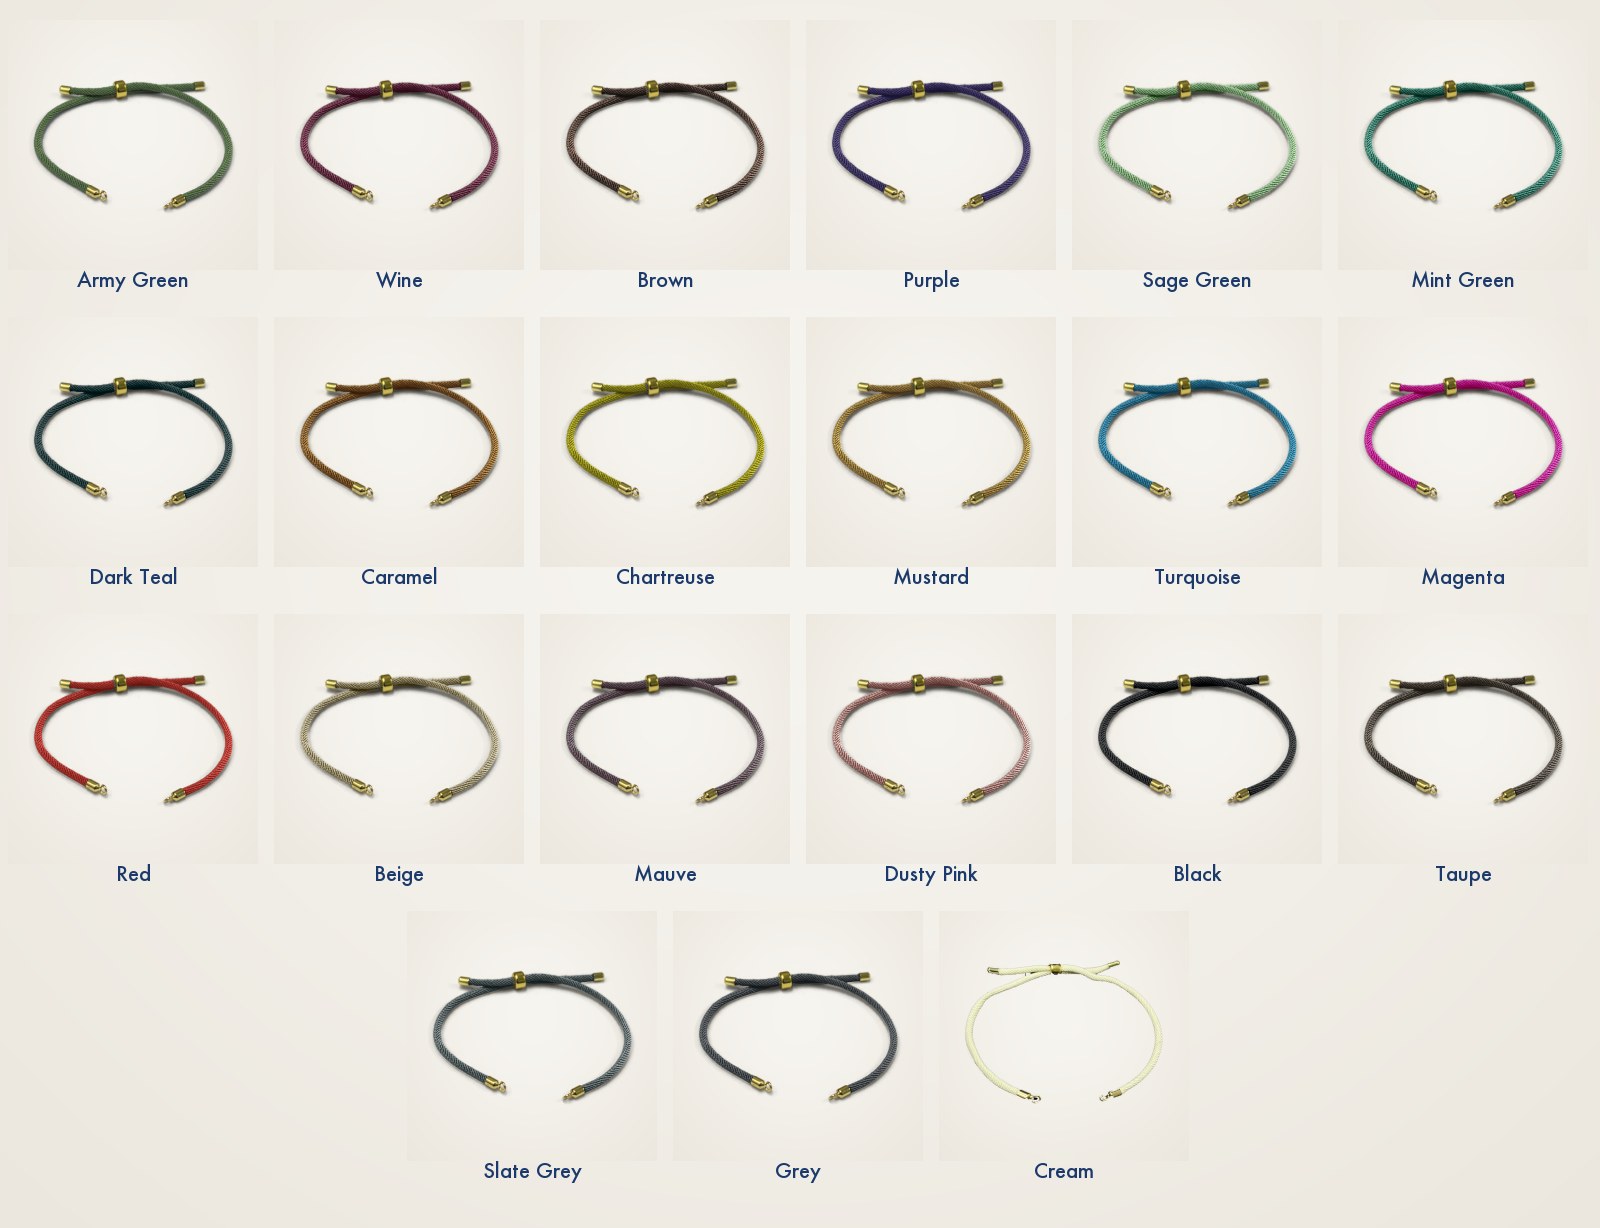 Army Green
Wine
Brown
Purple
Sage Green
Mint Green
Dark Teal
Caramel
Chartreuse
Mustard
Turquoise
Magenta
Red
Beige
Mauve
Dusty Pink
Black
Taupe
Slate Grey
Grey
Cream